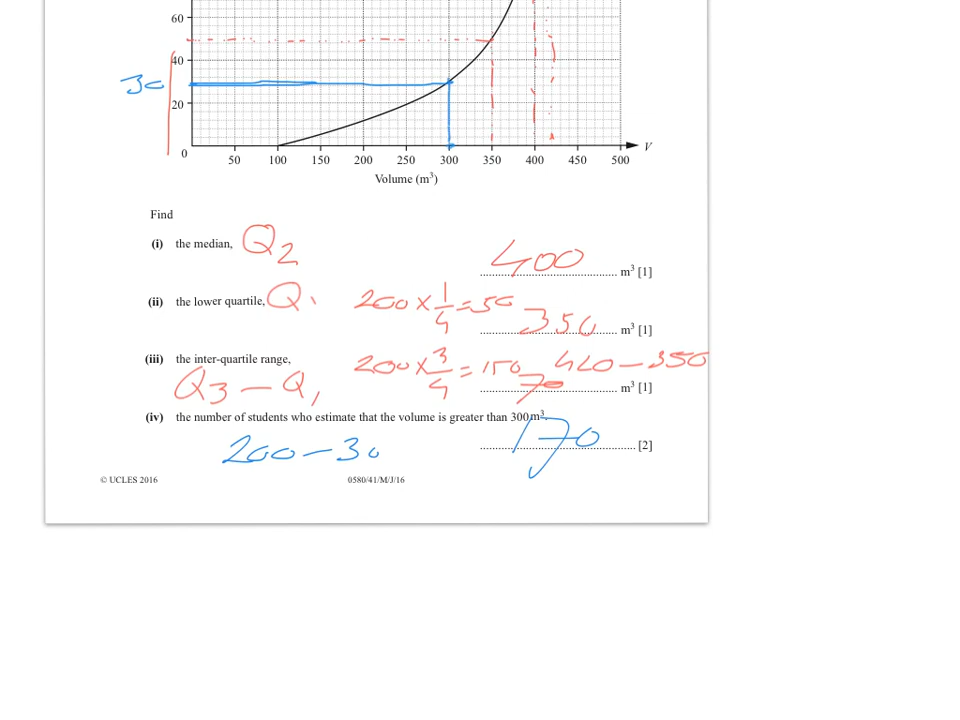 60
40
30
20
0
50 100 150 200 250 300 350 400 450 500 V
Volume (m³)
Find
(i) the median, Q2
400 m³ [1]
(ii) the lower quartile, Q1 200 × 1/4 = 50
350 m³ [1]
(iii) the inter-quartile range, 200 × 3/4 = 150 420 – 350
Q3 – Q1 70 m³ [1]
(iv) the number of students who estimate that the volume is greater than 300 m³.
200 – 30 170 [2]
© UCLES 2016 0580/41/M/J/16